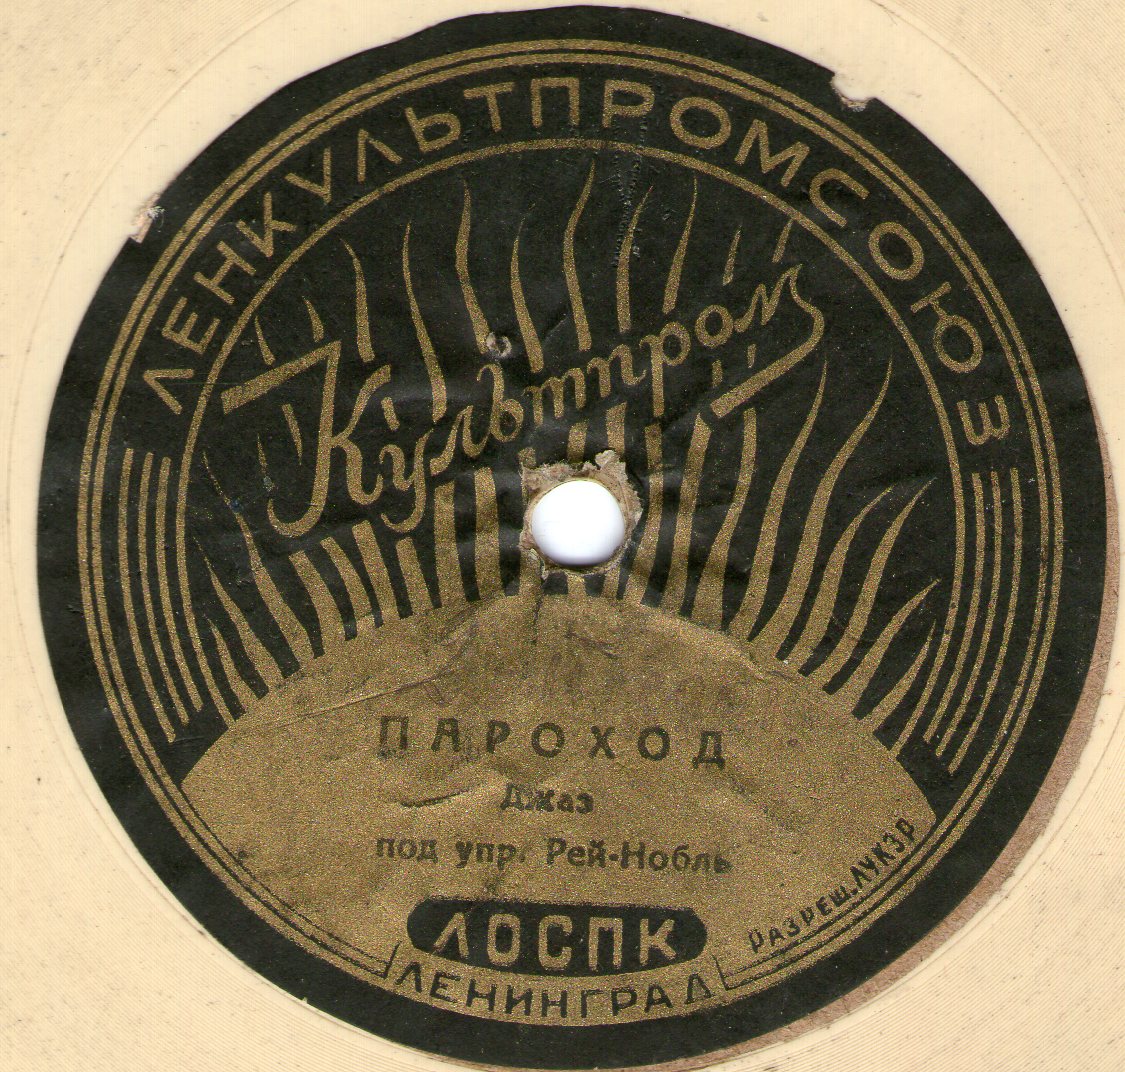 ЛЕНКУЛЬТПРОМСОЮЗ
Культпром
ПАРОХОД
Джаз
под упр. Рей-Нобль
РАЗРЕШ. ЛУКЭР
ЛОСПК
ЛЕНИНГРАД